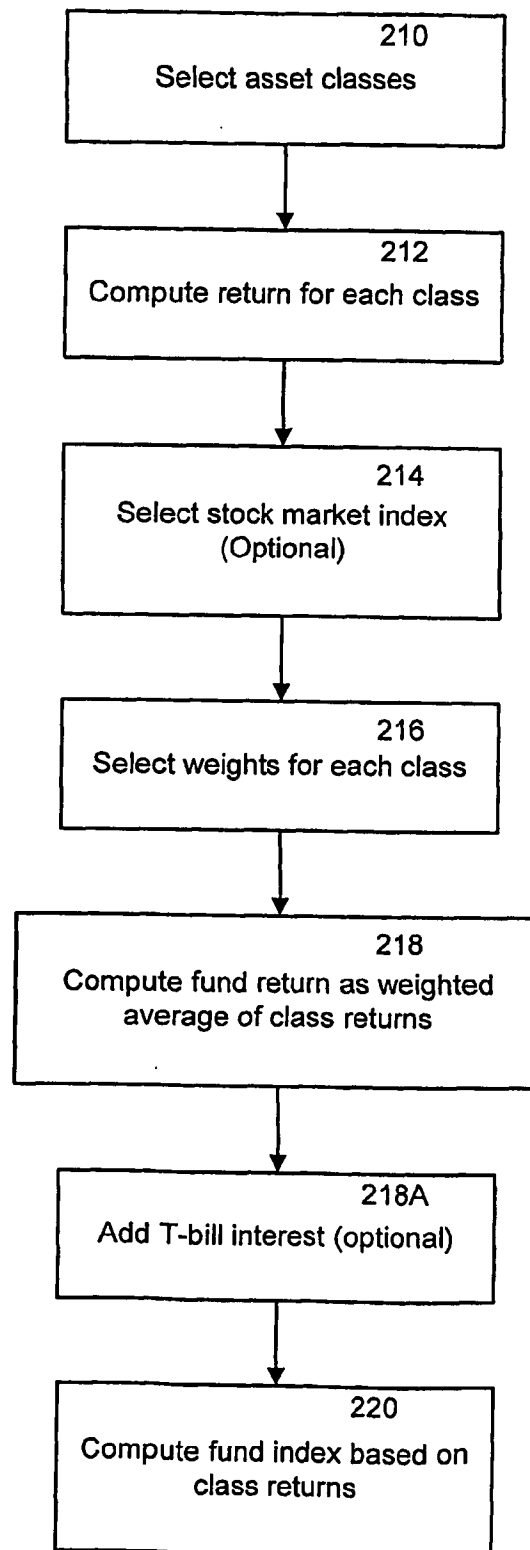 210
Select asset classes
212
Compute return for each class
214
Select stock market index
(Optional)
216
Select weights for each class
218
Compute fund return as weighted
average of class returns
218A
Add T-bill interest (optional)
220
Compute fund index based on
class returns